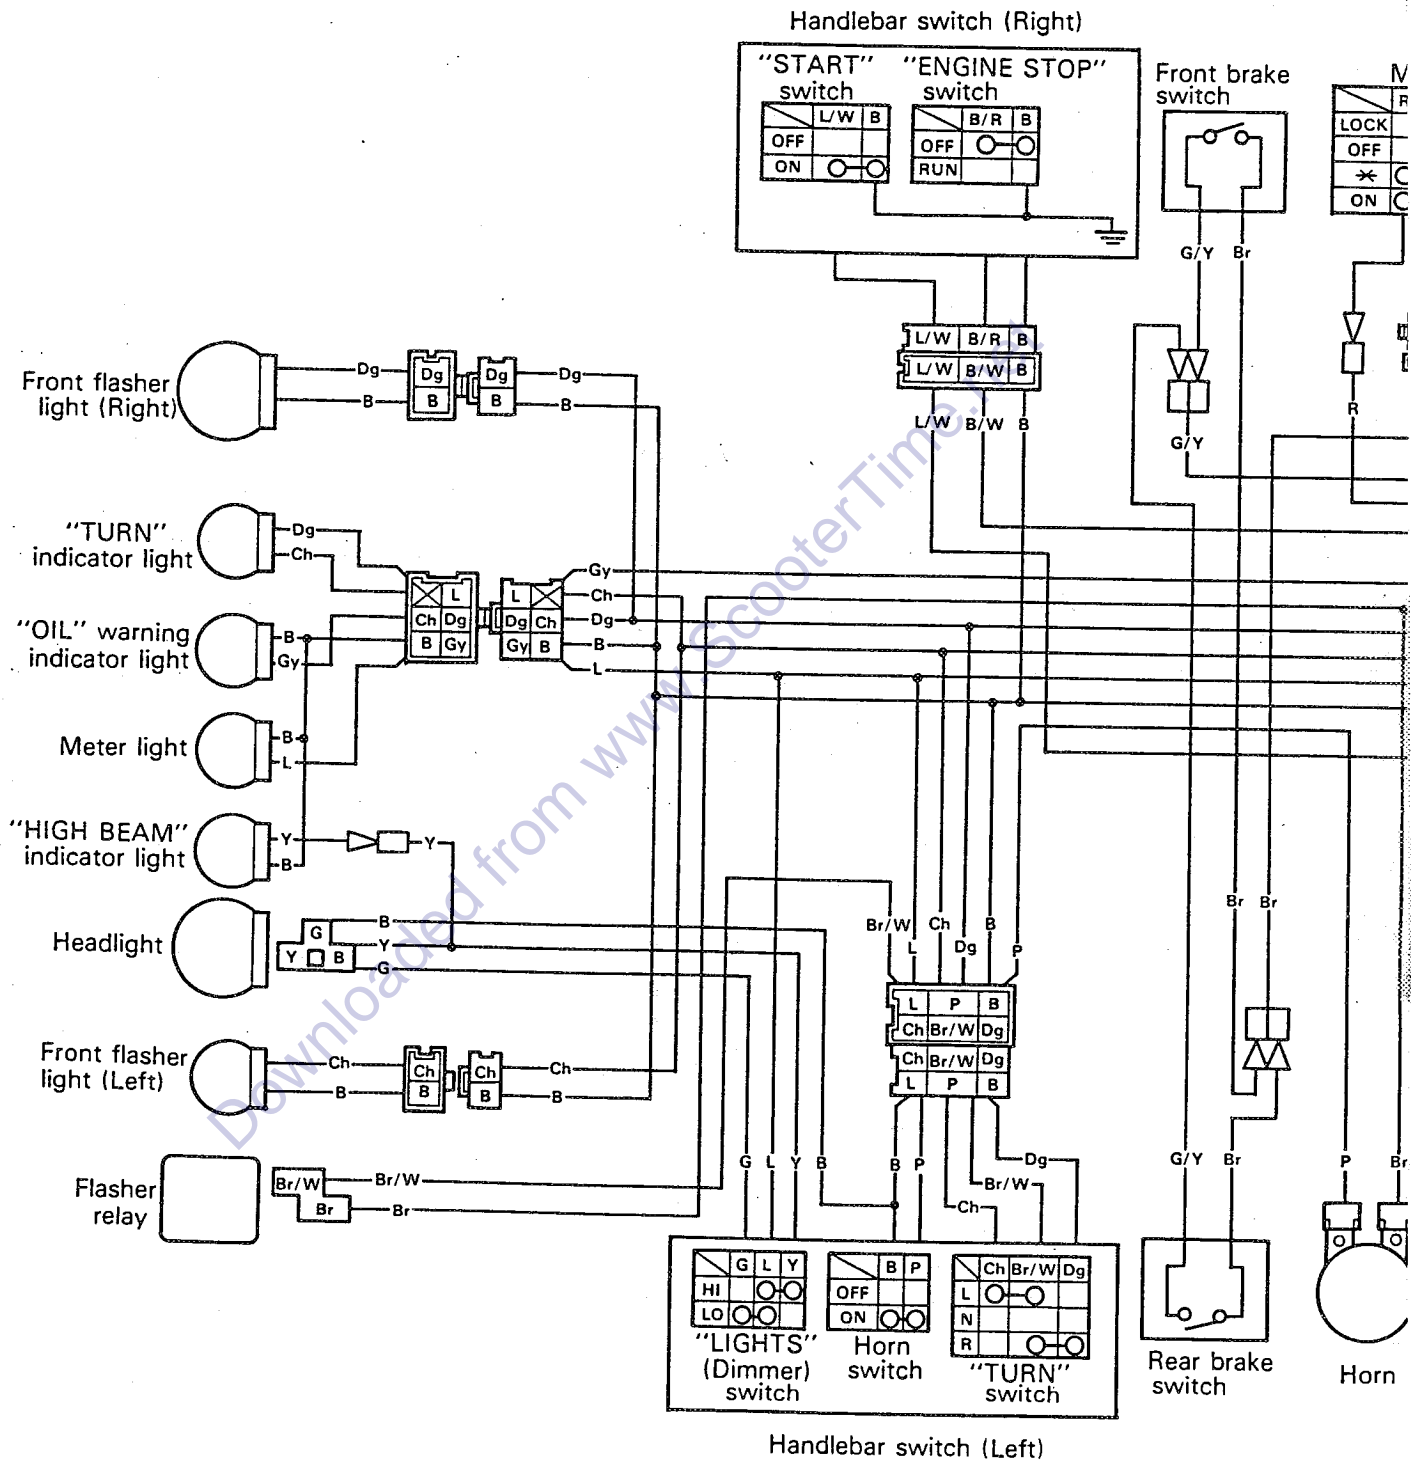 Handlebar switch (Right)
"START" switch
L/W B
OFF
ON
"ENGINE STOP" switch
B/R B
OFF
RUN
Front brake switch
M
R
LOCK
OFF
ON
G/Y Br
L/W B/R B
L/W B/W B
L/W B/W B
G/Y
R
Front flasher light (Right)
Dg
B
Dg
B
Dg
B
Dg
B
"TURN" indicator light
Dg
Ch
L
Ch Dg
B Gy
L
Dg Ch
Gy B
Gy
Ch
Dg
B
L
"OIL" warning indicator light
B
Gy
Meter light
B
L
"HIGH BEAM" indicator light
Y
B
Y
Headlight
G
Y B
B
Y
G
Br/W L Ch Dg B P
Br Br
L P B
Ch Br/W Dg
Ch Br/W Dg
L P B
Front flasher light (Left)
Ch
B
Ch
B
Ch
B
Ch
B
Flasher relay
Br/W
Br
Br/W
Br
G L Y B B P
Ch
Br/W
Dg
G/Y Br
P Br
G L Y
HI
LO
"LIGHTS" (Dimmer) switch
B P
OFF
ON
Horn switch
Ch Br/W Dg
L
N
R
"TURN" switch
Rear brake switch
Horn
Handlebar switch (Left)
Downloaded from www.ScooterTime.net